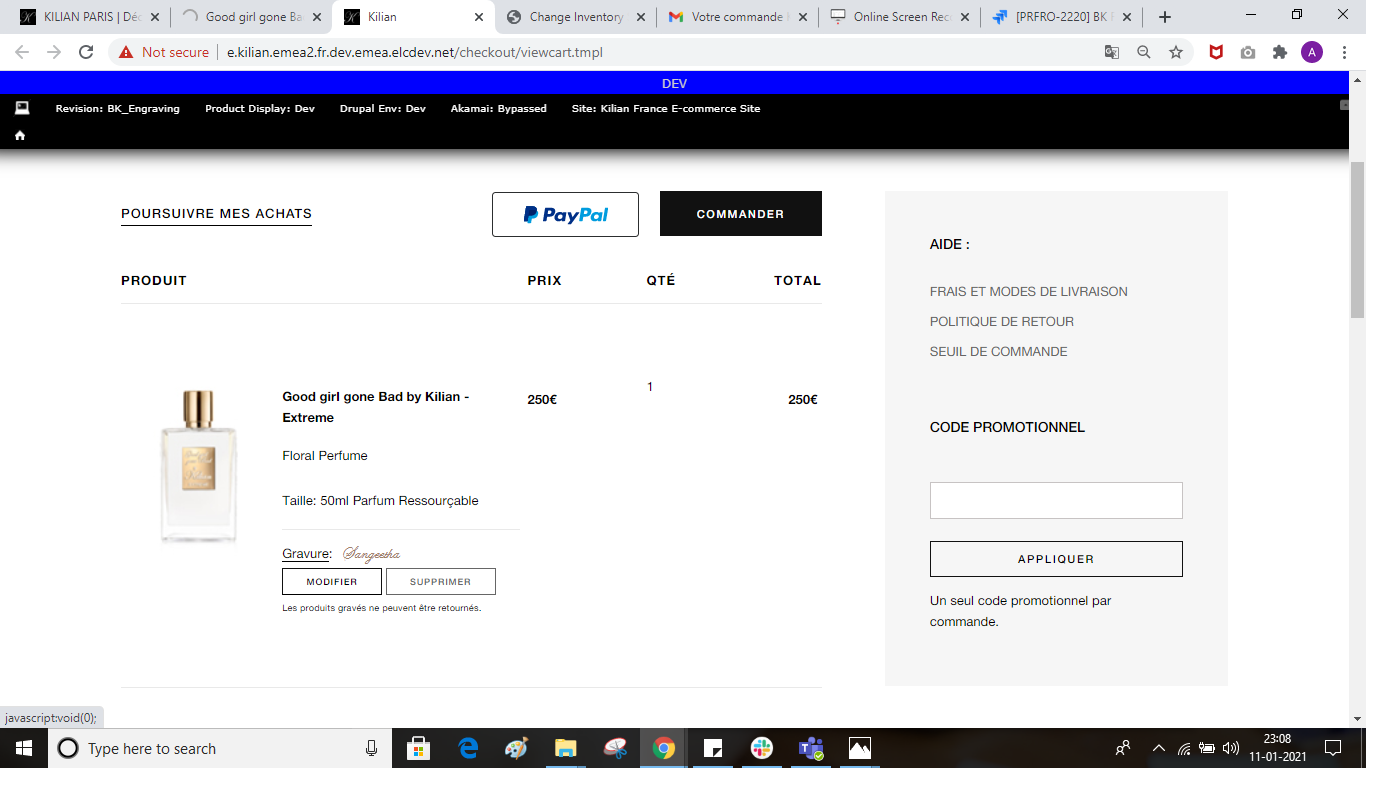 KILIAN PARIS | Déc
Good girl gone Ba
Kilian
Change Inventory
Votre commande
Online Screen Rec
[PRFRO-2220] BK
Not secure
e.kilian.emea2.fr.dev.emea.elcdev.net/checkout/viewcart.tmpl
A
DEV
Revision: BK_Engraving Product Display: Dev Drupal Env: Dev Akamai: Bypassed Site: Kilian France E-commerce Site
POURSUIVRE MES ACHATS
PayPal
COMMANDER
PRODUIT PRIX QTÉ TOTAL
Good girl gone Bad by Kilian -
Extreme
250€
1
250€
Floral Perfume
Taille: 50ml Parfum Ressourçable
Gravure: Sangeetha
MODIFIER SUPPRIMER
Les produits gravés ne peuvent être retournés.
AIDE :
FRAIS ET MODES DE LIVRAISON
POLITIQUE DE RETOUR
SEUIL DE COMMANDE
CODE PROMOTIONNEL
APPLIQUER
Un seul code promotionnel par
commande.
javascript:void(0);
Type here to search
23:08
11-01-2021